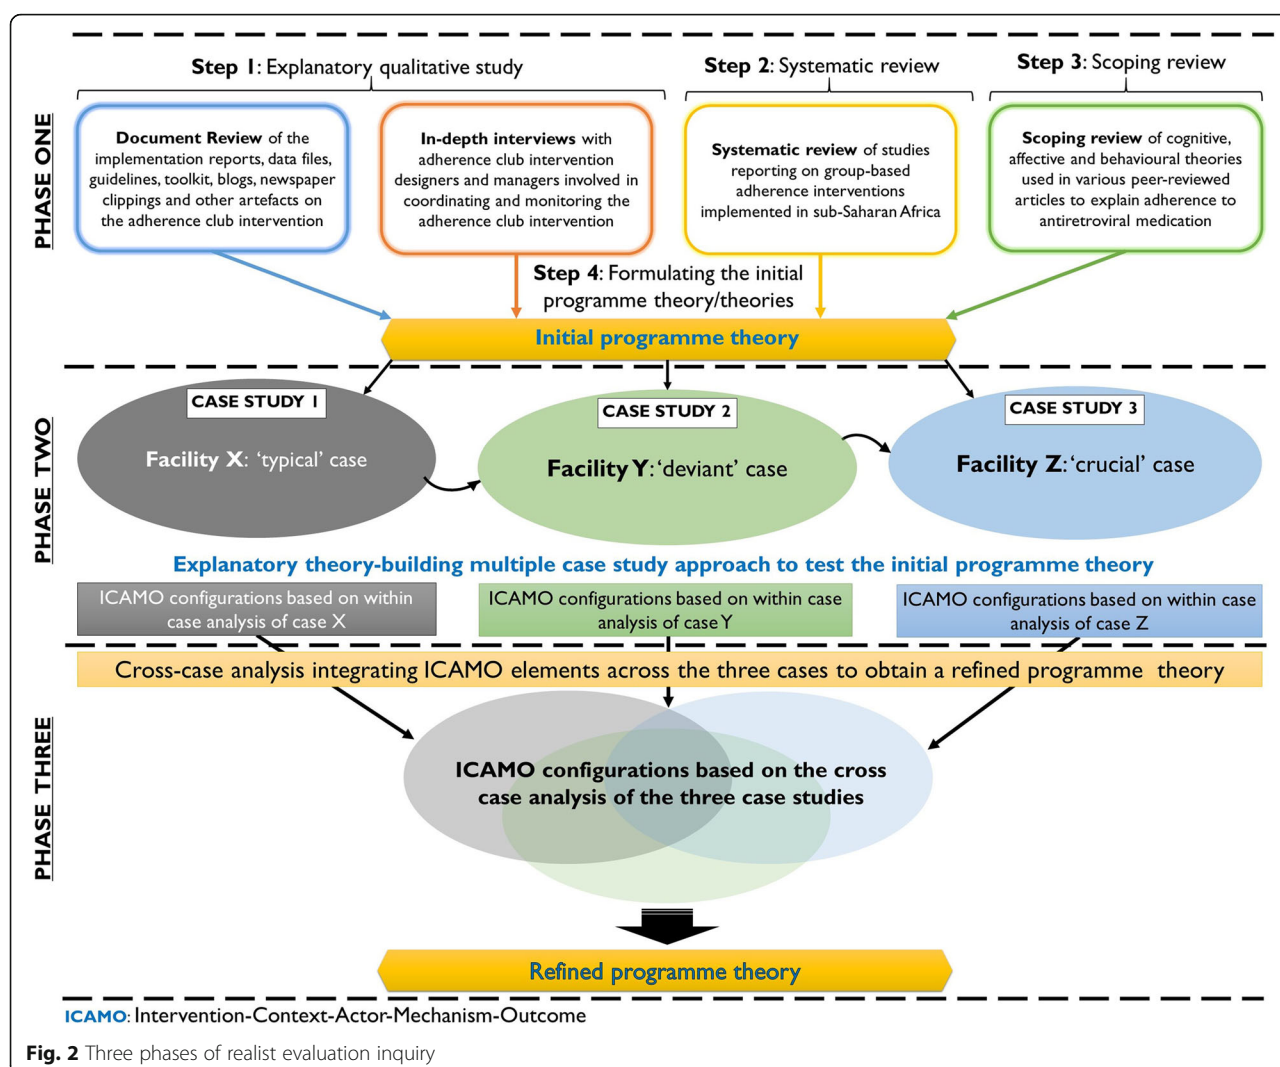 PHASE ONE
Step 1: Explanatory qualitative study
Step 2: Systematic review
Step 3: Scoping review
Document Review of the
implementation reports, data files,
guidelines, toolkit, blogs, newspaper
clippings and other artefacts on
the adherence club intervention
In-depth interviews with
adherence club intervention
designers and managers involved in
coordinating and monitoring the
adherence club intervention
Systematic review of studies
reporting on group-based
adherence interventions
implemented in sub-Saharan Africa
Scoping review of cognitive,
affective and behavioural theories
used in various peer-reviewed
articles to explain adherence to
antiretroviral medication
Step 4: Formulating the initial
programme theory/theories
Initial programme theory
PHASE TWO
CASE STUDY 1
Facility X: ‘typical’ case
CASE STUDY 2
Facility Y: ‘deviant’ case
CASE STUDY 3
Facility Z: ‘crucial’ case
Explanatory theory-building multiple case study approach to test the initial programme theory
ICAMO configurations based on within
case analysis of case X
ICAMO configurations based on within case
analysis of case Y
ICAMO configurations based on within case
analysis of case Z
PHASE THREE
Cross-case analysis integrating ICAMO elements across the three cases to obtain a refined programme theory
ICAMO configurations based on the cross
case analysis of the three case studies
Refined programme theory
ICAMO: Intervention-Context-Actor-Mechanism-Outcome
Fig. 2 Three phases of realist evaluation inquiry